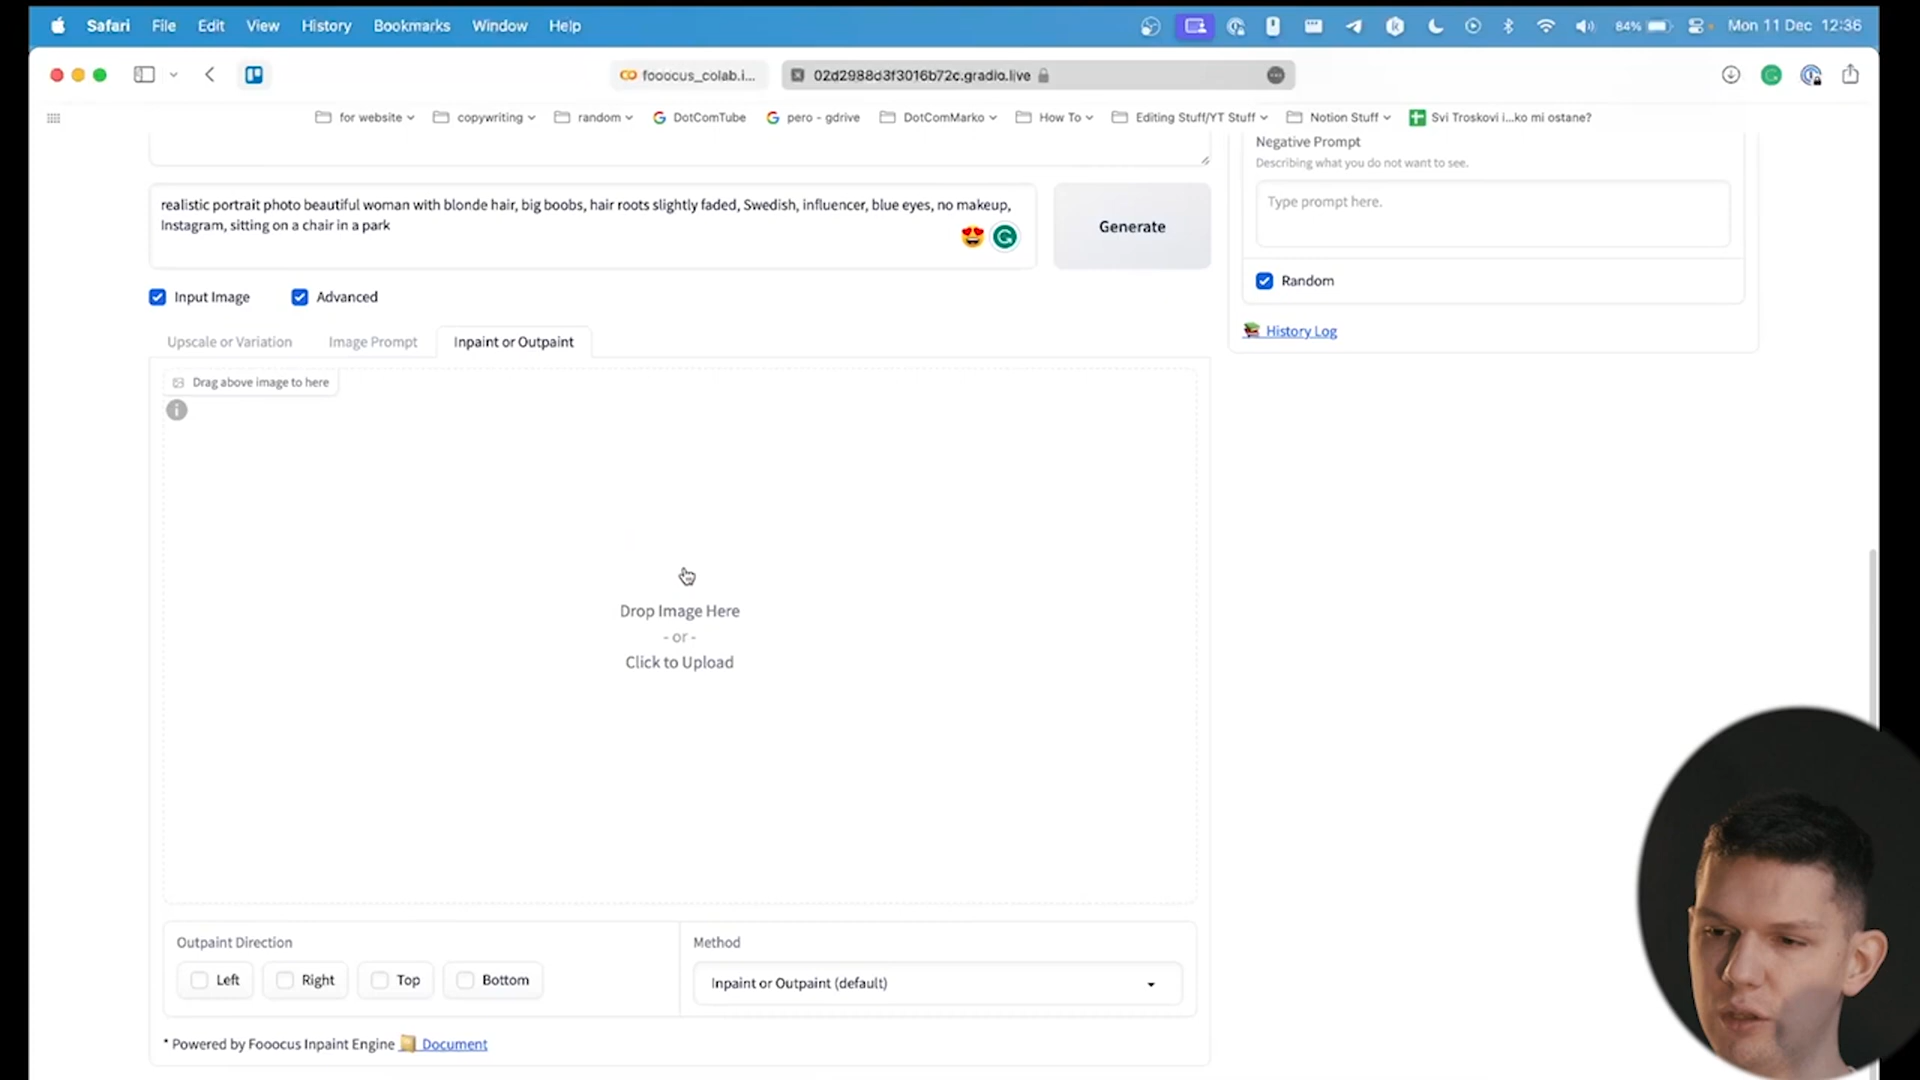 Safari File Edit View History Bookmarks Window Help 84% Mon 11 Dec 12:36
fooocus_colab.i... 02d2988d3f3016b72c.gradio.live
for website copywriting random DotComTube pero - gdrive DotComMarko How To Editing Stuff/YT Stuff Notion Stuff Svi Troskovi i...ko mi ostane?
Negative Prompt
Describing what you do not want to see.
Type prompt here.
realistic portrait photo beautiful woman with blonde hair, big boobs, hair roots slightly faded, Swedish, influencer, blue eyes, no makeup,
Instagram, sitting on a chair in a park
Generate
Random
Input Image Advanced
History Log
Upscale or Variation Image Prompt Inpaint or Outpaint
Drag above image to here
Drop Image Here
- or -
Click to Upload
Outpaint Direction
Left Right Top Bottom
Method
Inpaint or Outpaint (default)
* Powered by Fooocus Inpaint Engine Document